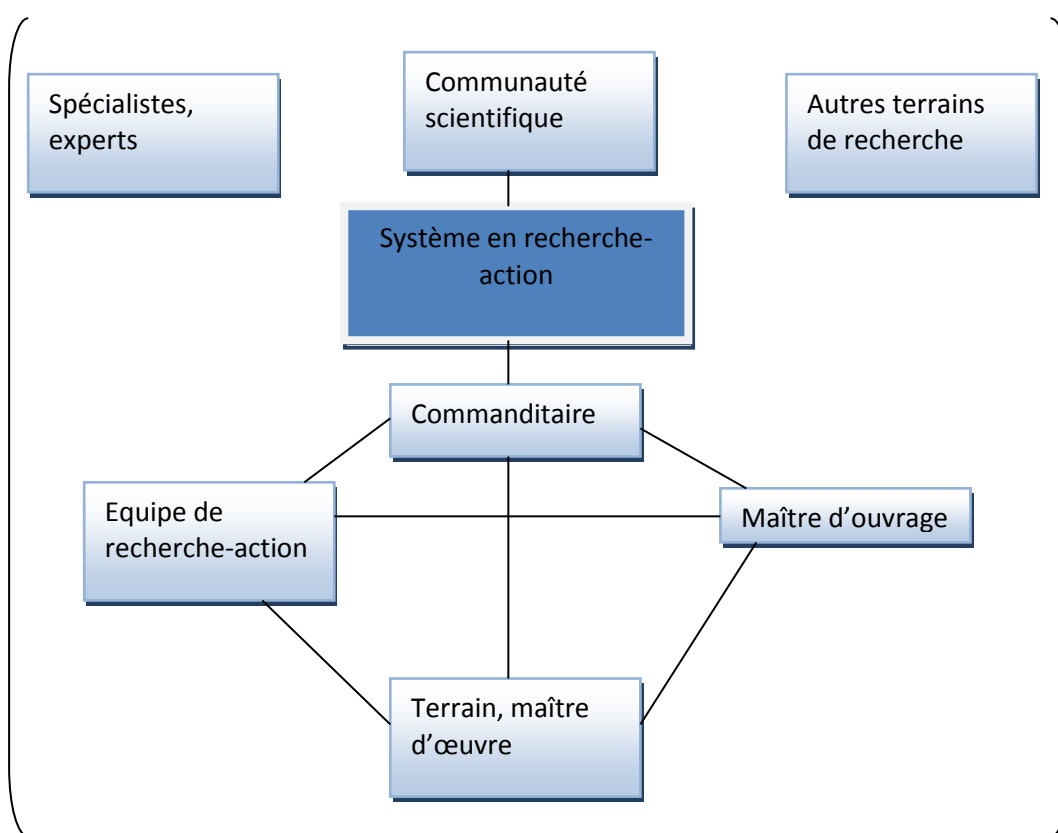 Spécialistes,
experts
Communauté
scientifique
Autres terrains
de recherche
Système en recherche-
action
Commanditaire
Equipe de
recherche-action
Maître d'ouvrage
Terrain, maître
d'œuvre